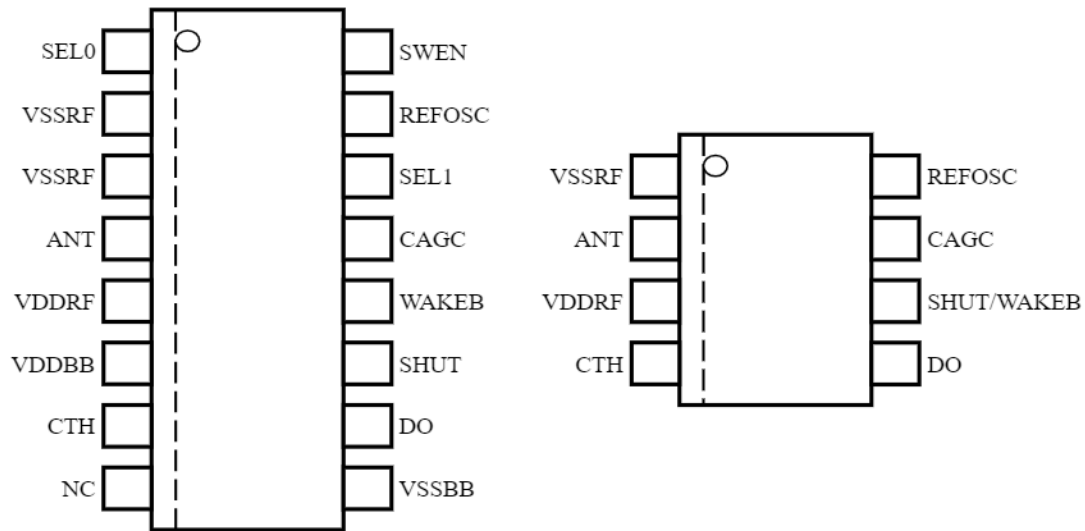 SEL0
VSSRF
VSSRF
ANT
VDDRF
VDDBB
CTH
NC
SWEN
REFOSC
SEL1
CAGC
WAKEB
SHUT
DO
VSSBB
VSSRF
ANT
VDDRF
CTH
REFOSC
CAGC
SHUT/WAKEB
DO